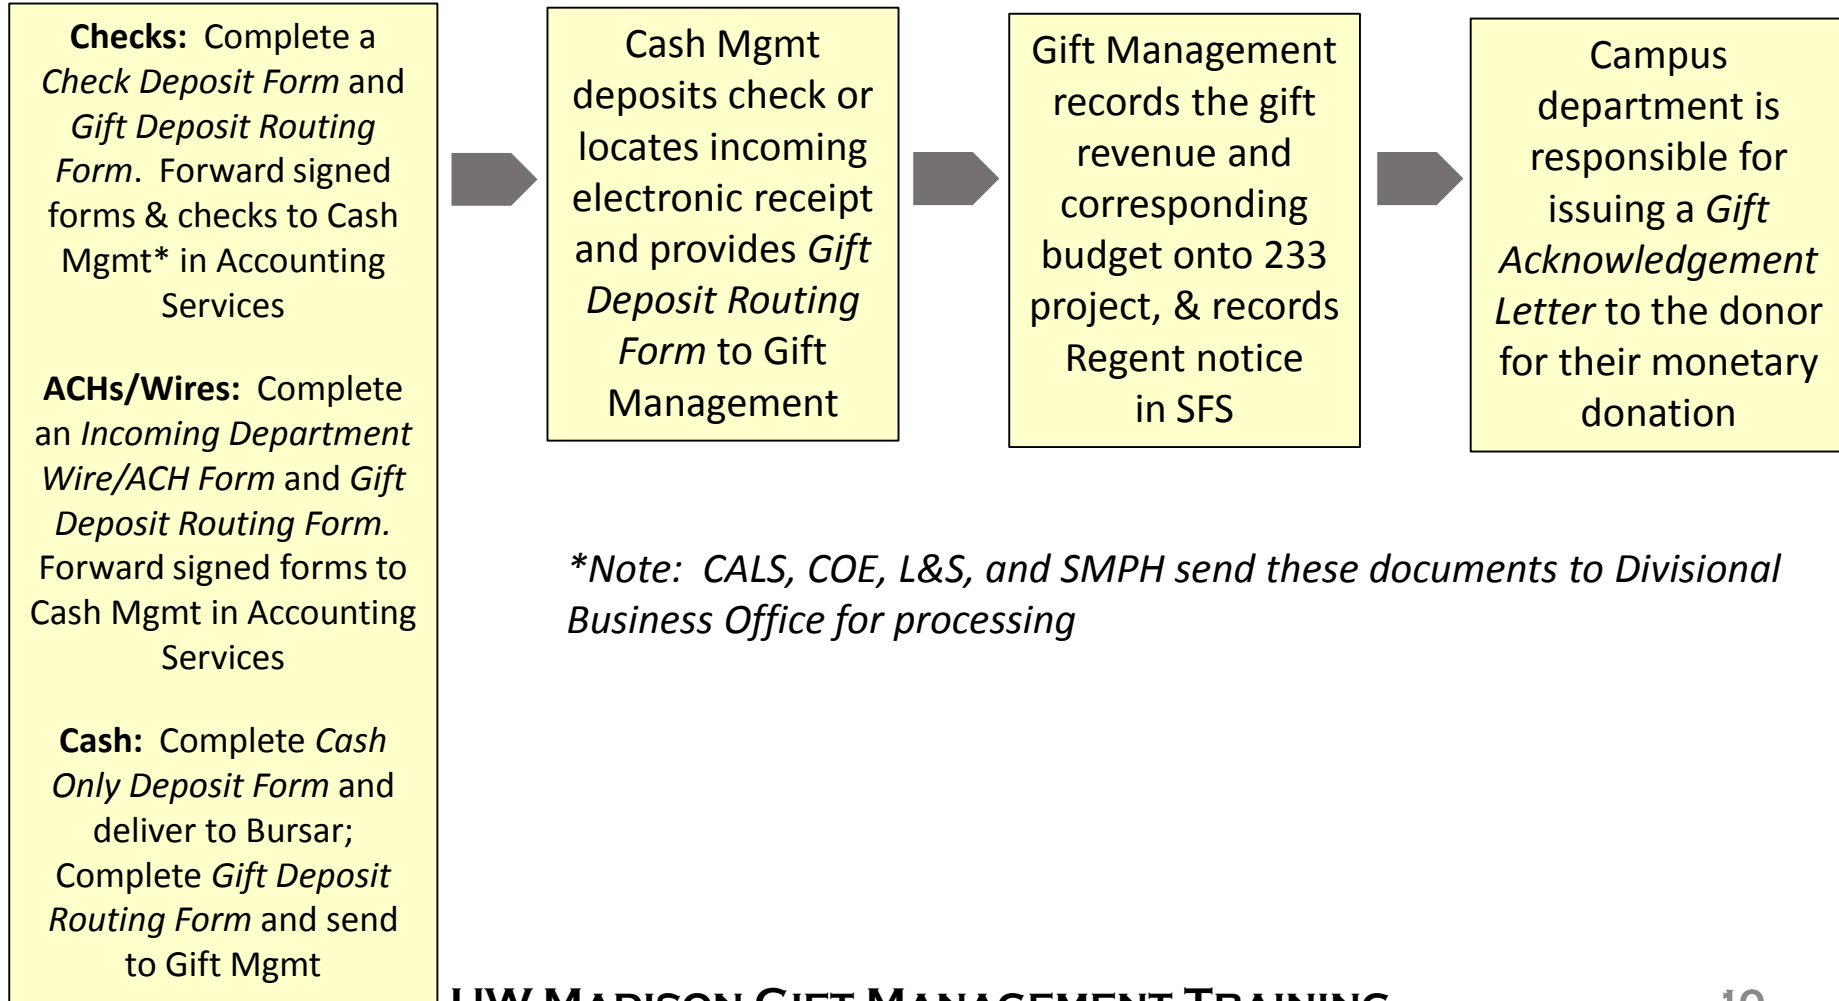 Checks: Complete a
Check Deposit Form and
Gift Deposit Routing
Form. Forward signed
forms & checks to Cash
Mgmt* in Accounting
Services
ACHs/Wires: Complete
an Incoming Department
Wire/ACH Form and Gift
Deposit Routing Form.
Forward signed forms to
Cash Mgmt in Accounting
Services
Cash: Complete Cash
Only Deposit Form and
deliver to Bursar;
Complete Gift Deposit
Routing Form and send
to Gift Mgmt
Cash Mgmt
deposits check or
locates incoming
electronic receipt
and provides Gift
Deposit Routing
Form to Gift
Management
Gift Management
records the gift
revenue and
corresponding
budget onto 233
project, & records
Regent notice
in SFS
Campus
department is
responsible for
issuing a Gift
Acknowledgement
Letter to the donor
for their monetary
donation
*Note: CALS, COE, L&S, and SMPH send these documents to Divisional
Business Office for processing
UW MADISON GIFT MANAGEMENT TRAINING
10